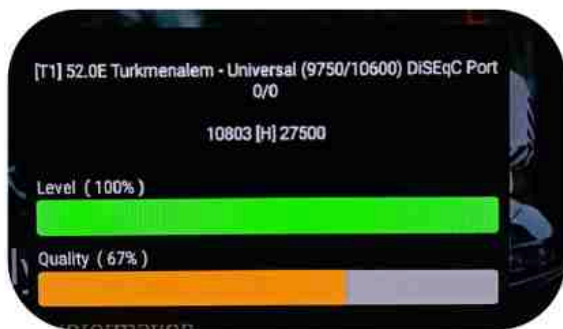 [T1] 52.0E Turkmenalem - Universal (9750/10600) DiSEqC Port
0/0
10803 [H] 27500
Level ( 100% )
Quality ( 67% )